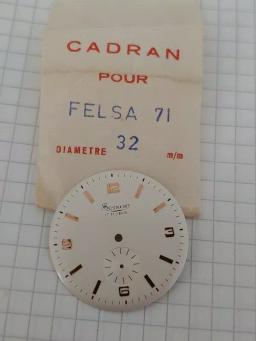 CADRAN
POUR
FELSA 71
DIAMETRE 32 m/m
12
9 3
6